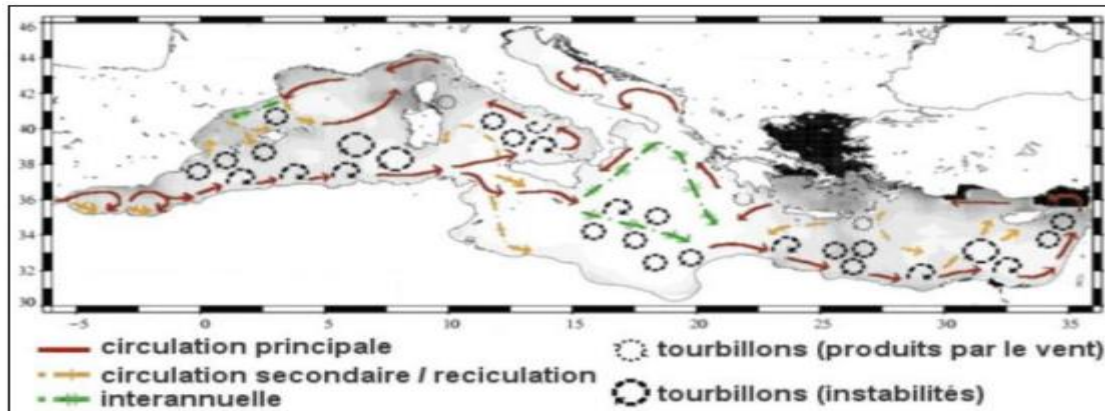 46
44
42
40
38
36
34
32
30
−5 0 5 10 15 20 25 30 35
circulation principale
circulation secondaire / reciculation
interannuelle
tourbillons (produits par le vent)
tourbillons (instabilités)